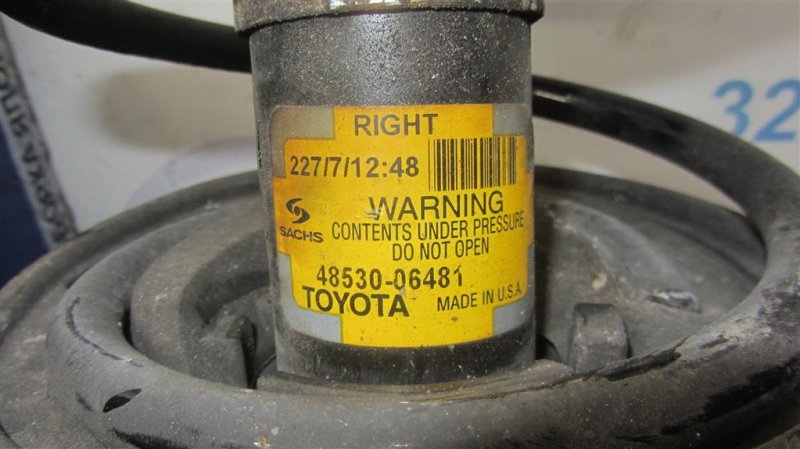 RIGHT
227/7/12:48
WARNING
SACHS
CONTENTS UNDER PRESSURE
DO NOT OPEN
48530-06481
TOYOTA MADE IN U.S.A.
32